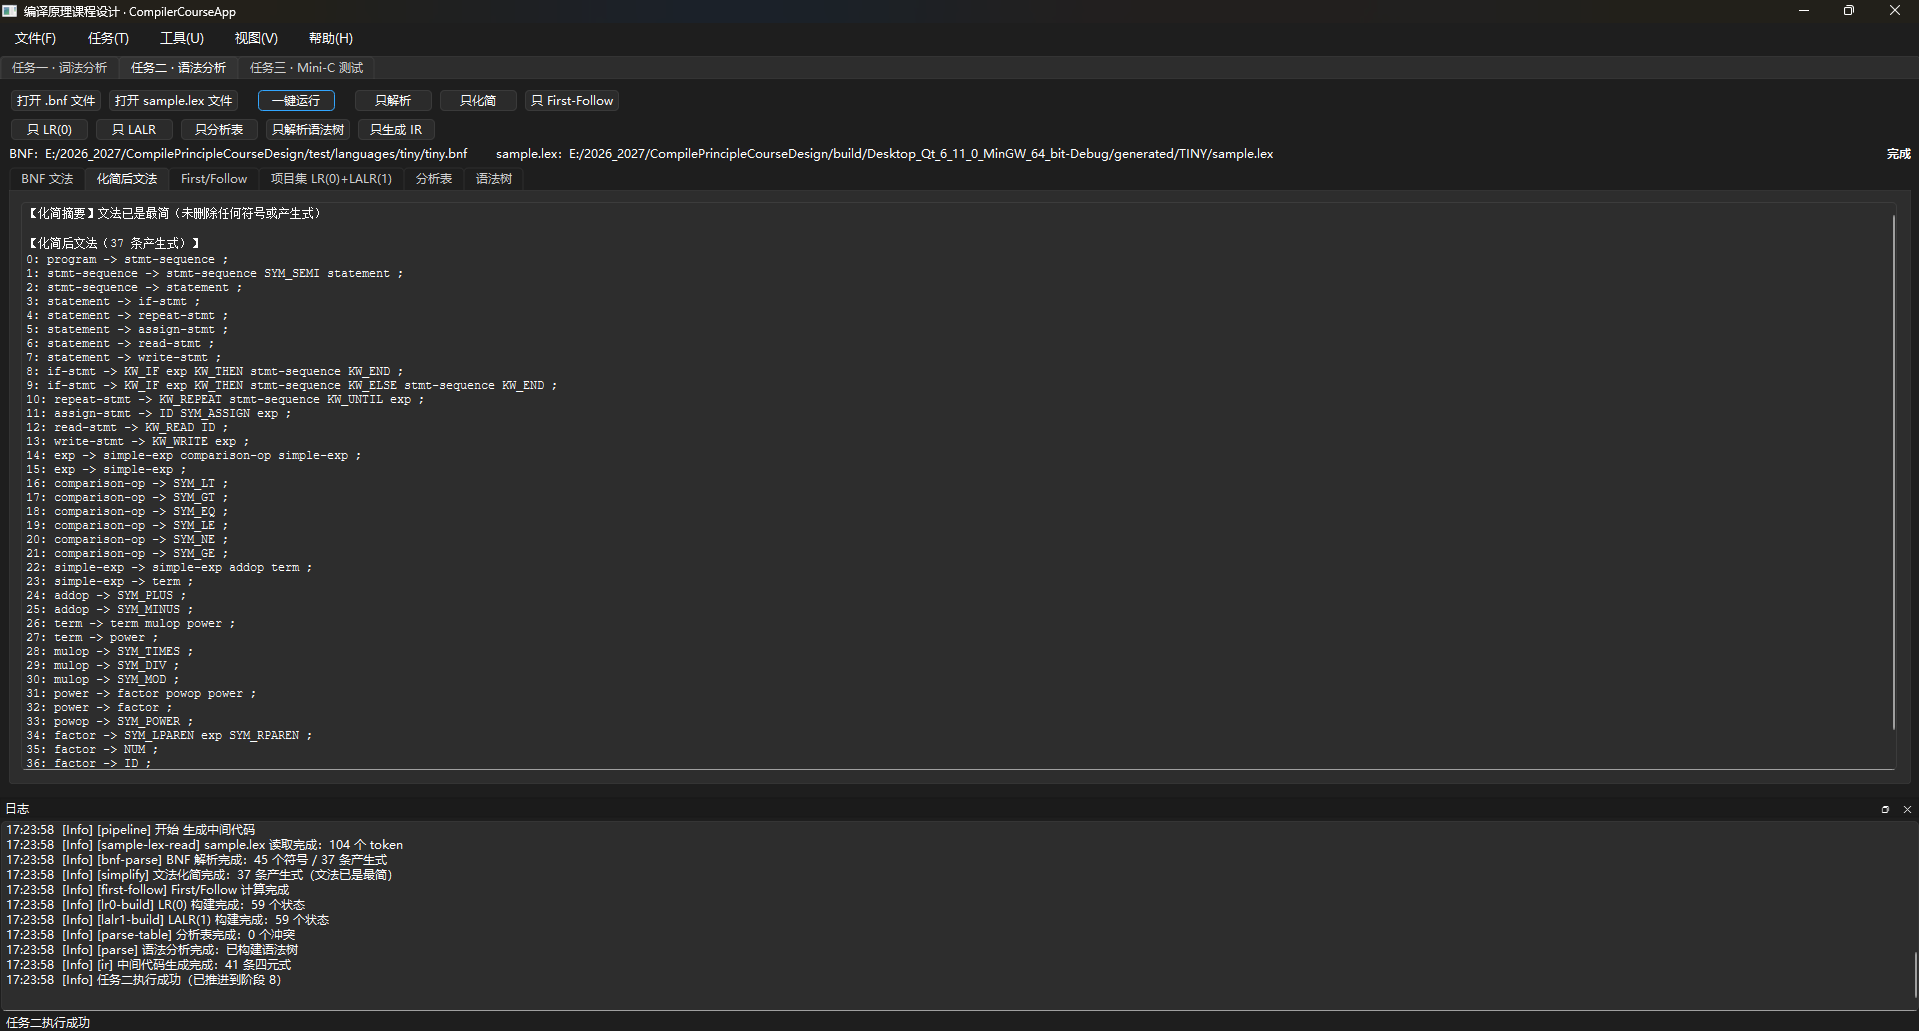 编译原理课程设计 · CompilerCourseApp
文件(F) 任务(T) 工具(U) 视图(V) 帮助(H)
任务一 · 词法分析 任务二 · 语法分析 任务三 · Mini-C 测试
打开 .bnf 文件 打开 sample.lex 文件 一键运行 只解析 只化简 只 First-Follow
只 LR(0) 只 LALR 只分析表 只解析语法树 只生成 IR
BNF: E:/2026_2027/CompilePrincipleCourseDesign/test/languages/tiny/tiny.bnf sample.lex: E:/2026_2027/CompilePrincipleCourseDesign/build/Desktop_Qt_6_11_0_MinGW_64_bit-Debug/generated/TINY/sample.lex 完成
BNF 文法 化简后文法 First/Follow 项目集 LR(0)+LALR(1) 分析表 语法树
【化简摘要】文法已是最简（未删除任何符号或产生式）
【化简后文法（37 条产生式）】
0: program -> stmt-sequence ;
1: stmt-sequence -> stmt-sequence SYM_SEMI statement ;
2: stmt-sequence -> statement ;
3: statement -> if-stmt ;
4: statement -> repeat-stmt ;
5: statement -> assign-stmt ;
6: statement -> read-stmt ;
7: statement -> write-stmt ;
8: if-stmt -> KW_IF exp KW_THEN stmt-sequence KW_END ;
9: if-stmt -> KW_IF exp KW_THEN stmt-sequence KW_ELSE stmt-sequence KW_END ;
10: repeat-stmt -> KW_REPEAT stmt-sequence KW_UNTIL exp ;
11: assign-stmt -> ID SYM_ASSIGN exp ;
12: read-stmt -> KW_READ ID ;
13: write-stmt -> KW_WRITE exp ;
14: exp -> simple-exp comparison-op simple-exp ;
15: exp -> simple-exp ;
16: comparison-op -> SYM_LT ;
17: comparison-op -> SYM_GT ;
18: comparison-op -> SYM_EQ ;
19: comparison-op -> SYM_LE ;
20: comparison-op -> SYM_NE ;
21: comparison-op -> SYM_GE ;
22: simple-exp -> simple-exp addop term ;
23: simple-exp -> term ;
24: addop -> SYM_PLUS ;
25: addop -> SYM_MINUS ;
26: term -> term mulop power ;
27: term -> power ;
28: mulop -> SYM_TIMES ;
29: mulop -> SYM_DIV ;
30: mulop -> SYM_MOD ;
31: power -> factor powop power ;
32: power -> factor ;
33: powop -> SYM_POWER ;
34: factor -> SYM_LPAREN exp SYM_RPAREN ;
35: factor -> NUM ;
36: factor -> ID ;
日志
17:23:58 [Info] [pipeline] 开始 生成中间代码
17:23:58 [Info] [sample-lex-read] sample.lex 读取完成：104 个 token
17:23:58 [Info] [bnf-parse] BNF 解析完成：45 个符号 / 37 条产生式
17:23:58 [Info] [simplify] 文法化简完成：37 条产生式（文法已是最简）
17:23:58 [Info] [first-follow] First/Follow 计算完成
17:23:58 [Info] [lr0-build] LR(0) 构建完成：59 个状态
17:23:58 [Info] [lalr1-build] LALR(1) 构建完成：59 个状态
17:23:58 [Info] [parse-table] 分析表完成：0 个冲突
17:23:58 [Info] [parse] 语法分析完成：已构建语法树
17:23:58 [Info] [ir] 中间代码生成完成：41 条四元式
17:23:58 [Info] 任务二执行成功（已推进到阶段 8）
任务二执行成功